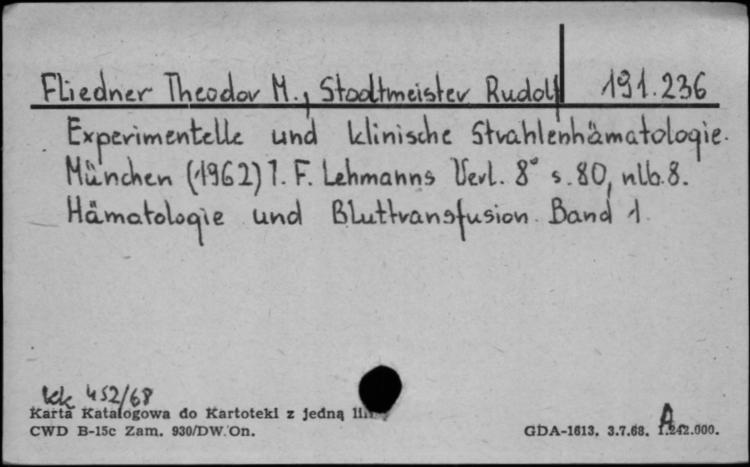 Fliedner Theodor M., Stodtmeister Rudolf 191.236
Experimentelle und klinische Strahlenhämatologie.
München (1962) J. F. Lehmanns Verl. 8° s. 80, nlb. 8.
Hämatologie und Bluttransfusion. Band 1.
kk 452/68
Karta Katalogowa do Kartoteki z jedną
CWD B-15c Zam. 930/DW. On.
GDA-1613. 3.7.68. 1.242.000.
A